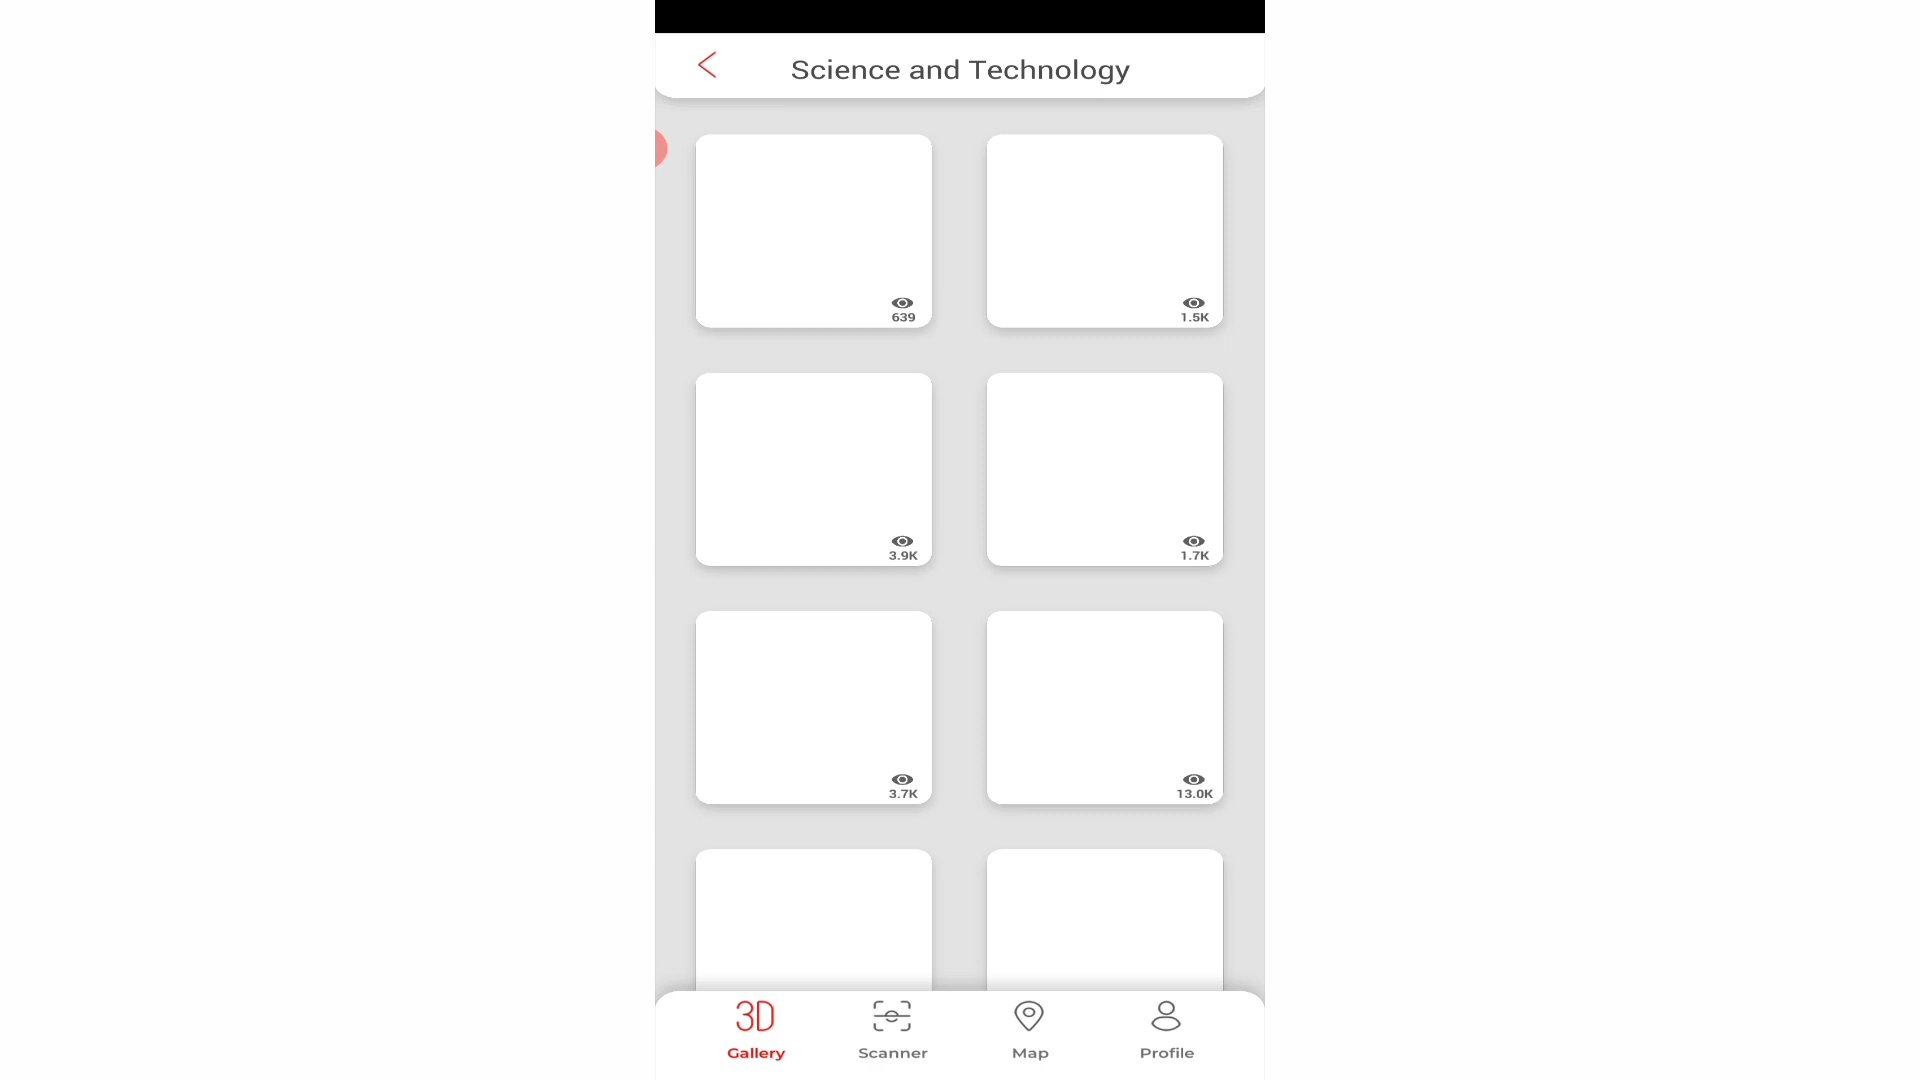 Science and Technology
639
1.5K
3.9K
1.7K
3.7K
13.0K
3D
Gallery
Scanner
Map
Profile